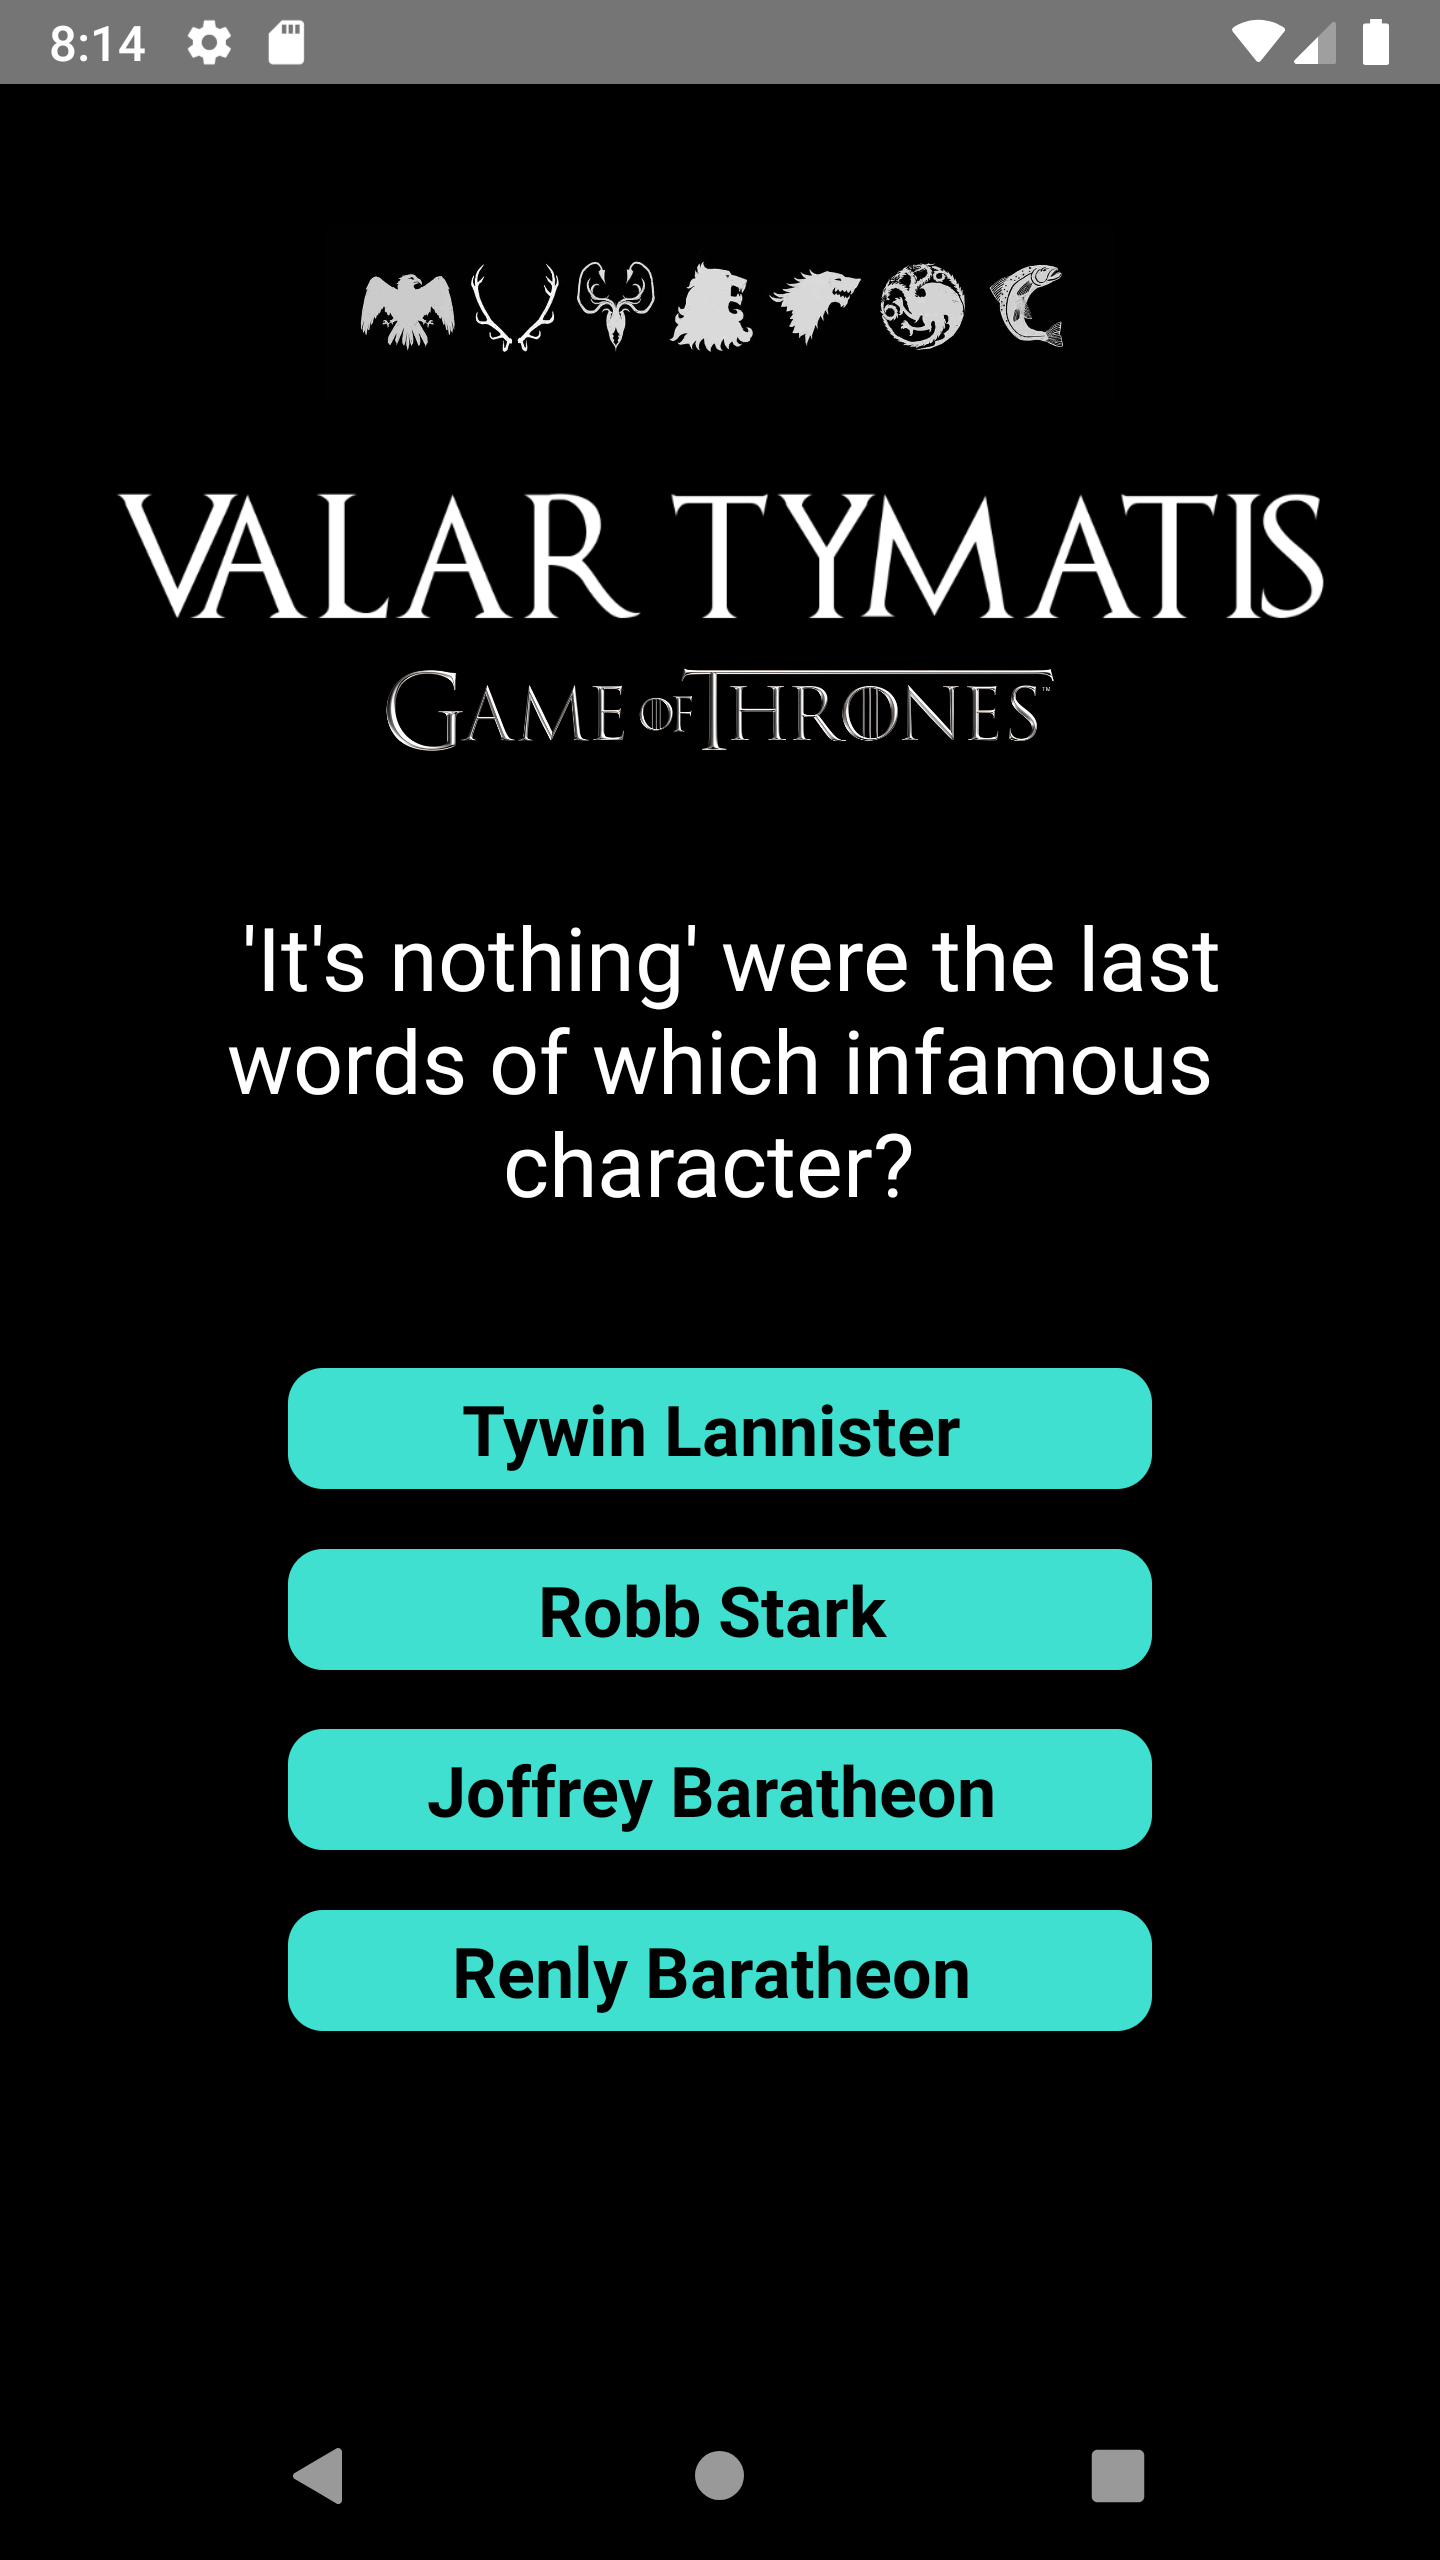 8:14
VALAR TYMATIS
GAME OF THRONES™
'It's nothing' were the last
words of which infamous
character?
Tywin Lannister
Robb Stark
Joffrey Baratheon
Renly Baratheon